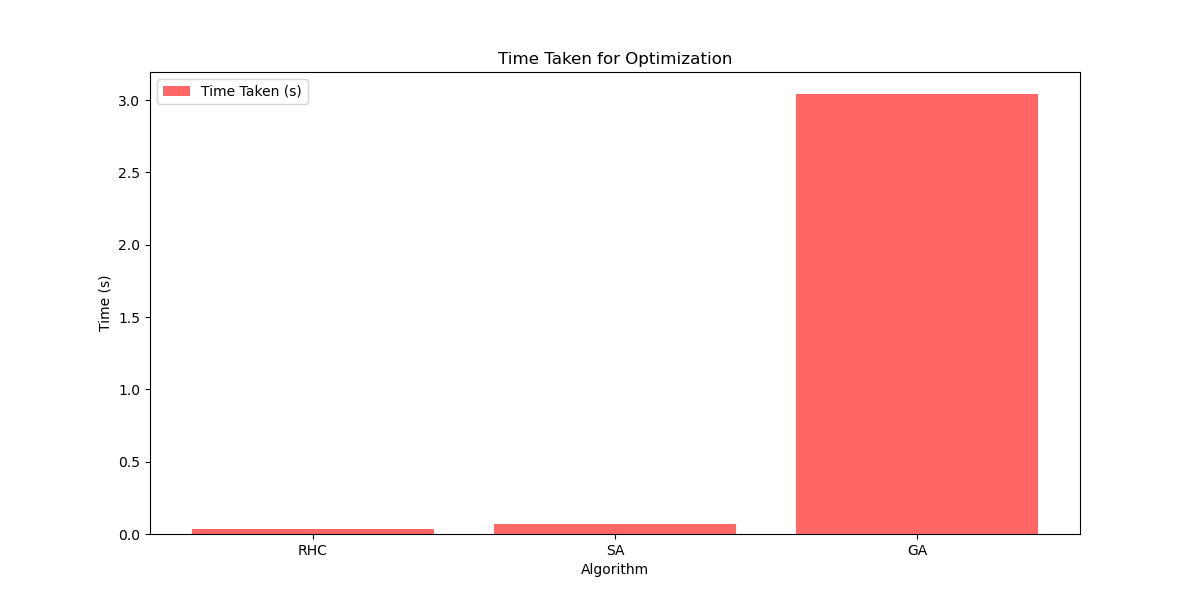 Time Taken for Optimization
Time Taken (s)
3.0
2.5
2.0
1.5
1.0
0.5
0.0
Time (s)
RHC SA GA
Algorithm